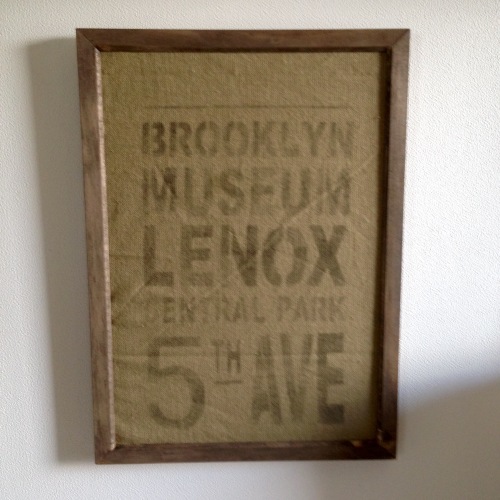 BROOKLYN
MUSEUM
LENOX
CENTRAL PARK
5TH AVE